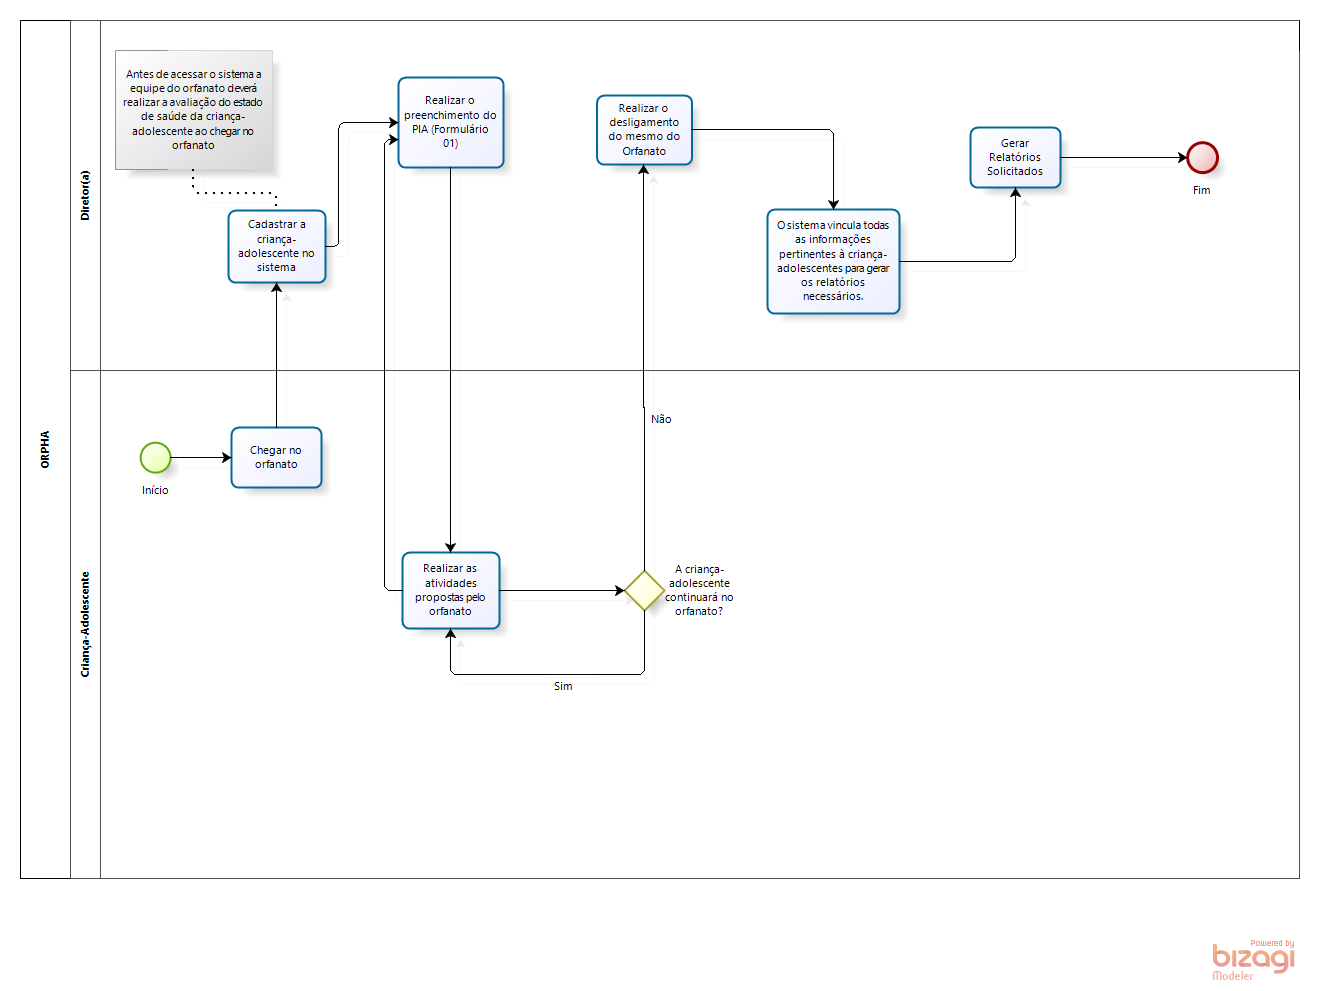 ORPHA
Diretor(a)
Antes de acessar o sistema a
equipe do orfanato deverá
realizar a avaliação do estado
de saúde da criança-
adolescente ao chegar no
orfanato
Cadastrar a
criança-
adolescente no
sistema
Realizar o
preenchimento do
PIA (Formulário
01)
Realizar o
desligamento
do mesmo do
Orfanato
O sistema vincula todas
as informações
pertinentes à criança-
adolescentes para gerar
os relatórios
necessários.
Gerar
Relatórios
Solicitados
Fim
Criança-Adolescente
Início
Chegar no
orfanato
Realizar as
atividades
propostas pelo
orfanato
Não
A criança-
adolescente
continuará no
orfanato?
Sim
Powered by
bizagi
Modeler